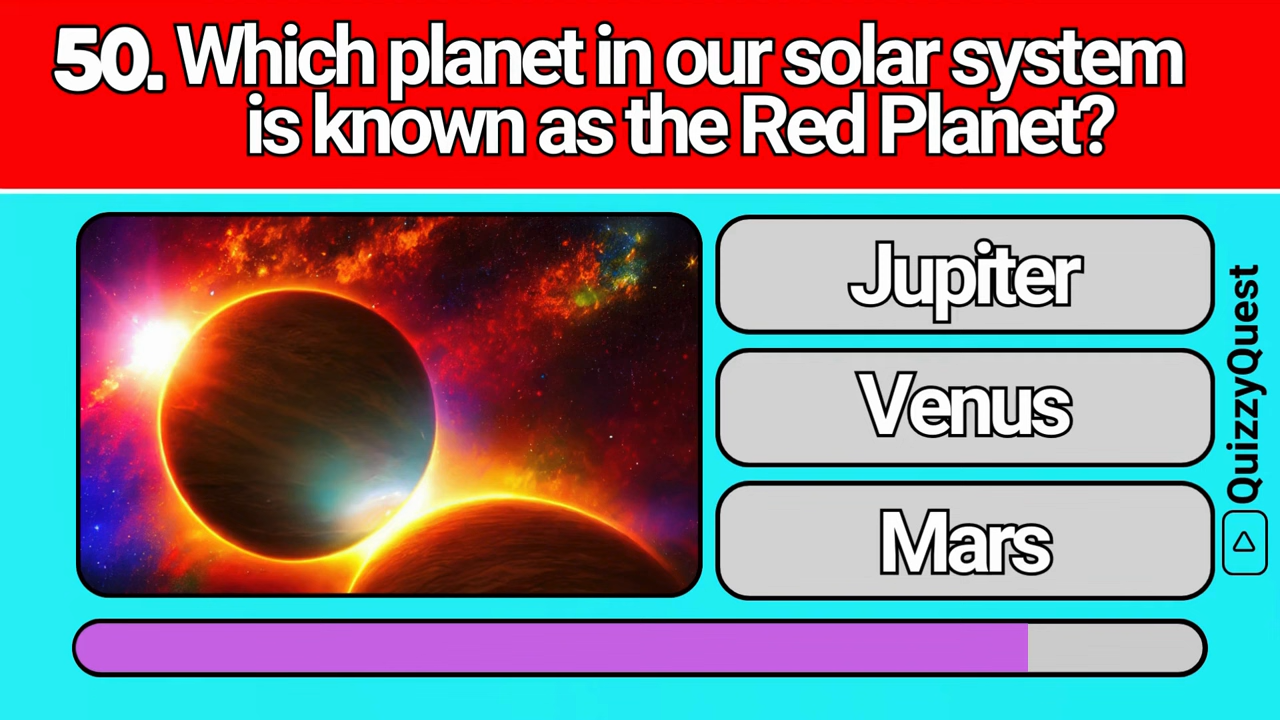 50. Which planet in our solar system
is known as the Red Planet?
Jupiter
Venus
Mars
QuizzyQuest